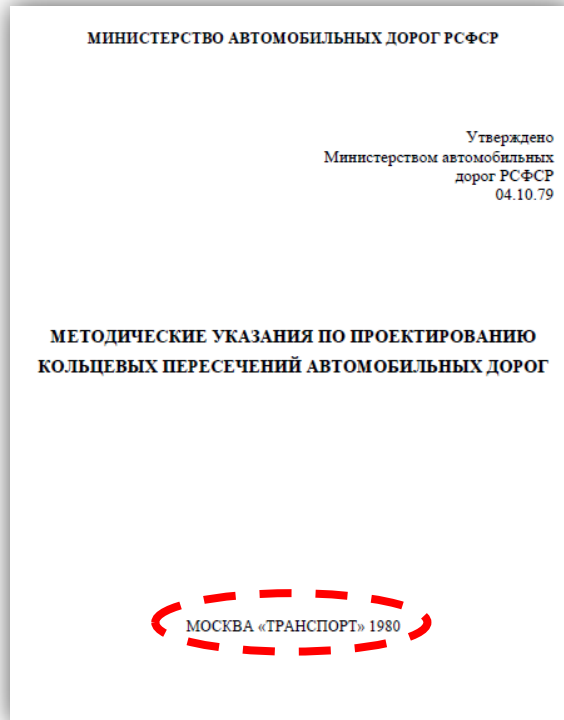 МИНИСТЕРСТВО АВТОМОБИЛЬНЫХ ДОРОГ РСФСР
Утверждено
Министерством автомобильных
дорог РСФСР
04.10.79
МЕТОДИЧЕСКИЕ УКАЗАНИЯ ПО ПРОЕКТИРОВАНИЮ
КОЛЬЦЕВЫХ ПЕРЕСЕЧЕНИЙ АВТОМОБИЛЬНЫХ ДОРОГ
МОСКВА «ТРАНСПОРТ» 1980